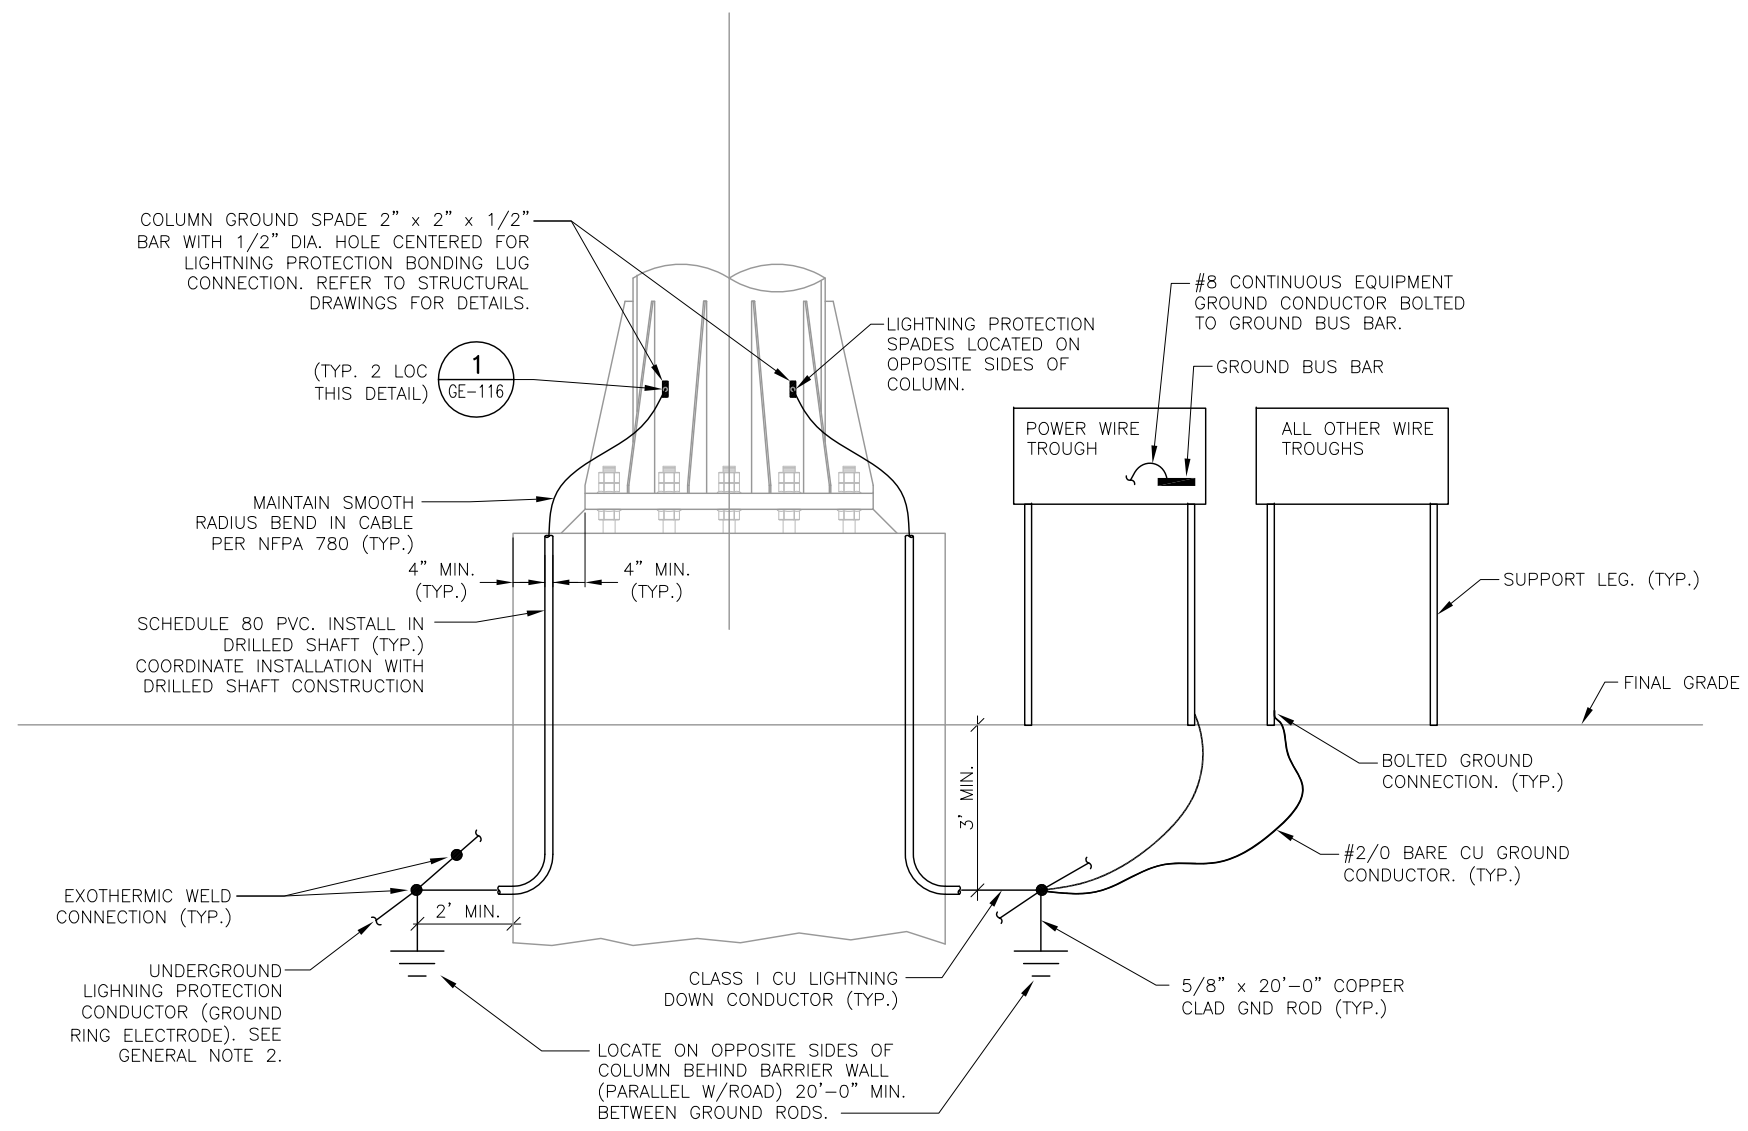 COLUMN GROUND SPADE 2" x 2" x 1/2"
BAR WITH 1/2" DIA. HOLE CENTERED FOR
LIGHTNING PROTECTION BONDING LUG
CONNECTION. REFER TO STRUCTURAL
DRAWINGS FOR DETAILS.
(TYP. 2 LOC
THIS DETAIL)
1
GE-116
LIGHTNING PROTECTION
SPADES LOCATED ON
OPPOSITE SIDES OF
COLUMN.
#8 CONTINUOUS EQUIPMENT
GROUND CONDUCTOR BOLTED
TO GROUND BUS BAR.
GROUND BUS BAR
POWER WIRE
TROUGH
ALL OTHER WIRE
TROUGHS
MAINTAIN SMOOTH
RADIUS BEND IN CABLE
PER NFPA 780 (TYP.)
4" MIN.
(TYP.)
4" MIN.
(TYP.)
SUPPORT LEG. (TYP.)
SCHEDULE 80 PVC. INSTALL IN
DRILLED SHAFT (TYP.)
COORDINATE INSTALLATION WITH
DRILLED SHAFT CONSTRUCTION
FINAL GRADE
3' MIN.
BOLTED GROUND
CONNECTION. (TYP.)
#2/0 BARE CU GROUND
CONDUCTOR. (TYP.)
EXOTHERMIC WELD
CONNECTION (TYP.)
2' MIN.
UNDERGROUND
LIGHNING PROTECTION
CONDUCTOR (GROUND
RING ELECTRODE). SEE
GENERAL NOTE 2.
CLASS I CU LIGHTNING
DOWN CONDUCTOR (TYP.)
5/8" x 20'-0" COPPER
CLAD GND ROD (TYP.)
LOCATE ON OPPOSITE SIDES OF
COLUMN BEHIND BARRIER WALL
(PARALLEL W/ROAD) 20'-0" MIN.
BETWEEN GROUND RODS.